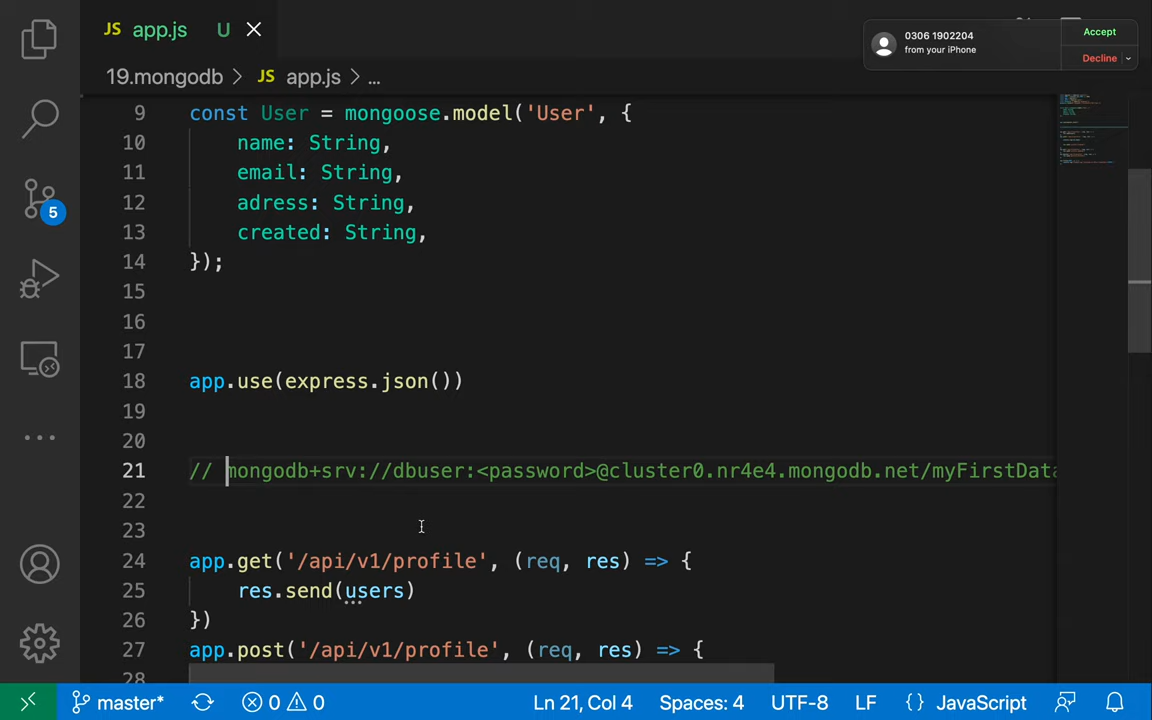 JS app.js U
0306 1902204
from your iPhone
Accept
Decline
19.mongodb > JS app.js > ...
9 const User = mongoose.model('User', {
10 name: String,
11 email: String,
12 adress: String,
13 created: String,
14 });
15
16
17
18 app.use(express.json())
19
20
21 // mongodb+srv://dbuser:<password>@cluster0.nr4e4.mongodb.net/myFirstData
22
23
24 app.get('/api/v1/profile', (req, res) => {
25 res.send(users)
26 })
27 app.post('/api/v1/profile', (req, res) => {
28
5
master* 0 0 Ln 21, Col 4 Spaces: 4 UTF-8 LF {} JavaScript